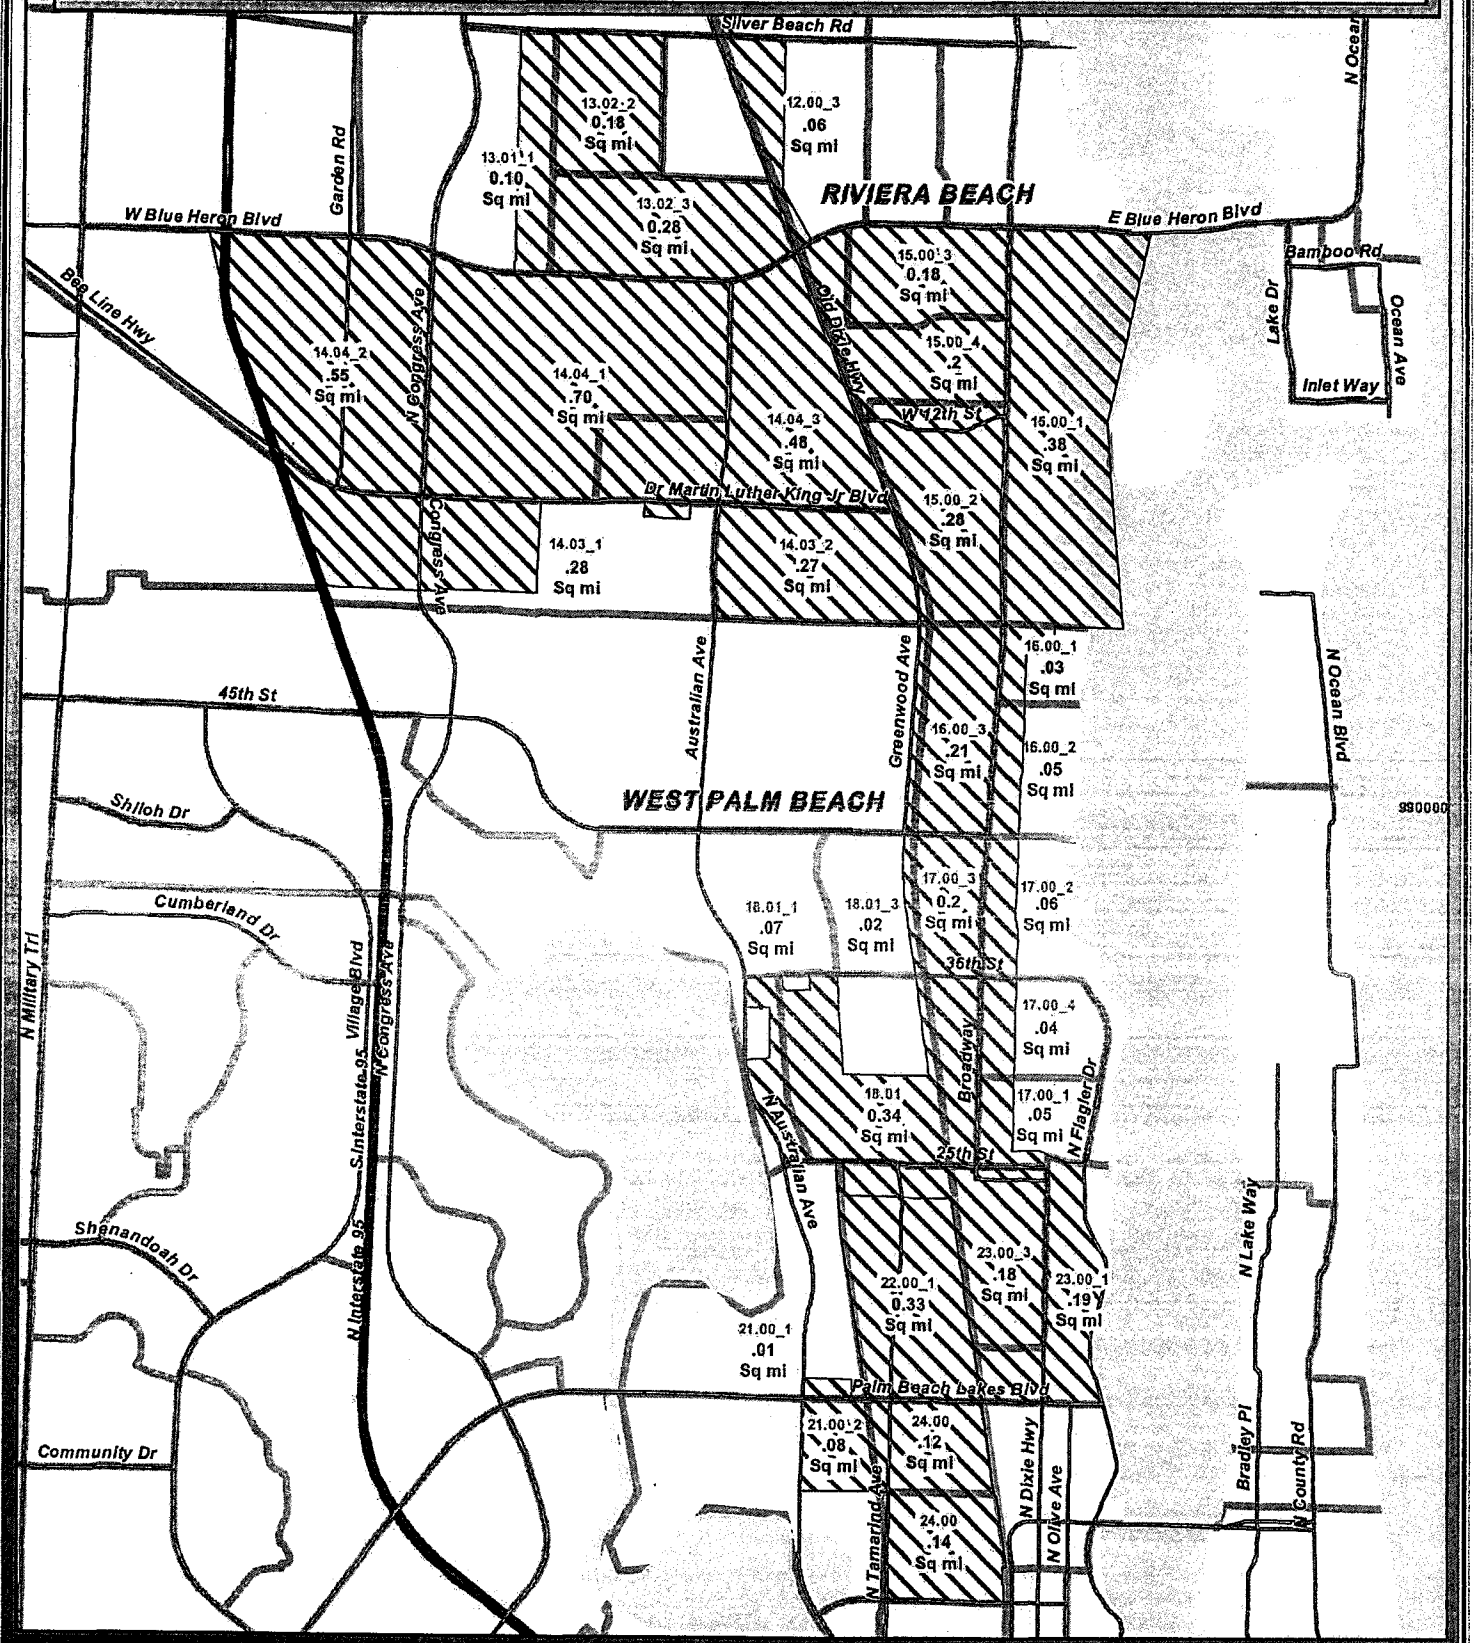 Silver Beach Rd
N Ocean
13.02_2
0.18
Sq mi
12.00_3
.06
Sq mi
Garden Rd
13.01_1
0.10
Sq mi
RIVIERA BEACH
13.02_3
0.28
Sq mi
W Blue Heron Blvd
E Blue Heron Blvd
Bamboo Rd
15.00_3
0.18
Sq mi
Bee Line Hwy
Old Dixie Hwy
Lake Dr
Ocean Ave
N Congress Ave
15.00_4
.2
Sq mi
14.04_2
.55
Sq mi
14.04_1
.70
Sq mi
Inlet Way
W 12th St
14.04_3
.48
Sq mi
15.00_1
.38
Sq mi
Dr Martin Luther King Jr Blvd
15.00_2
.28
Sq mi
Congress Ave
14.03_1
.28
Sq mi
14.03_2
.27
Sq mi
16.00_1
.03
Sq mi
Australian Ave
Greenwood Ave
N Ocean Blvd
45th St
16.00_3
.21
Sq mi
16.00_2
.05
Sq mi
Shiloh Dr
WEST PALM BEACH
990000
17.00_3
0.2
Sq mi
17.00_2
.06
Sq mi
Cumberland Dr
18.01_1
.07
Sq mi
18.01_3
.02
Sq mi
36th St
N Military Trl
Village Blvd
N Congress Ave
17.00_4
.04
Sq mi
Broadway
S Interstate 95
18.01
0.34
Sq mi
17.00_1
.05
Sq mi
N Flagler Dr
N Australian Ave
25th St
Shenandoah Dr
N Interstate 95
N Lake Way
23.00_3
.18
Sq mi
22.00_1
0.33
Sq mi
23.00_1
.19
Sq mi
21.00_1
.01
Sq mi
Palm Beach Lakes Blvd
21.00_2
.08
Sq mi
24.00
.12
Sq mi
Community Dr
N Dixie Hwy
N Olive Ave
Bradley Pl
N County Rd
N Tamarind Ave
24.00
.14
Sq mi